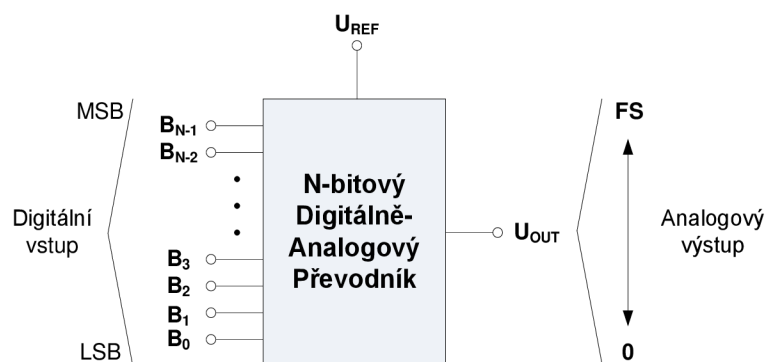 U_REF
MSB
B_N-1
B_N-2
Digitální
vstup
B_3
B_2
B_1
B_0
LSB
N-bitový
Digitálně-
Analogový
Převodník
U_OUT
FS
0
Analogový
výstup